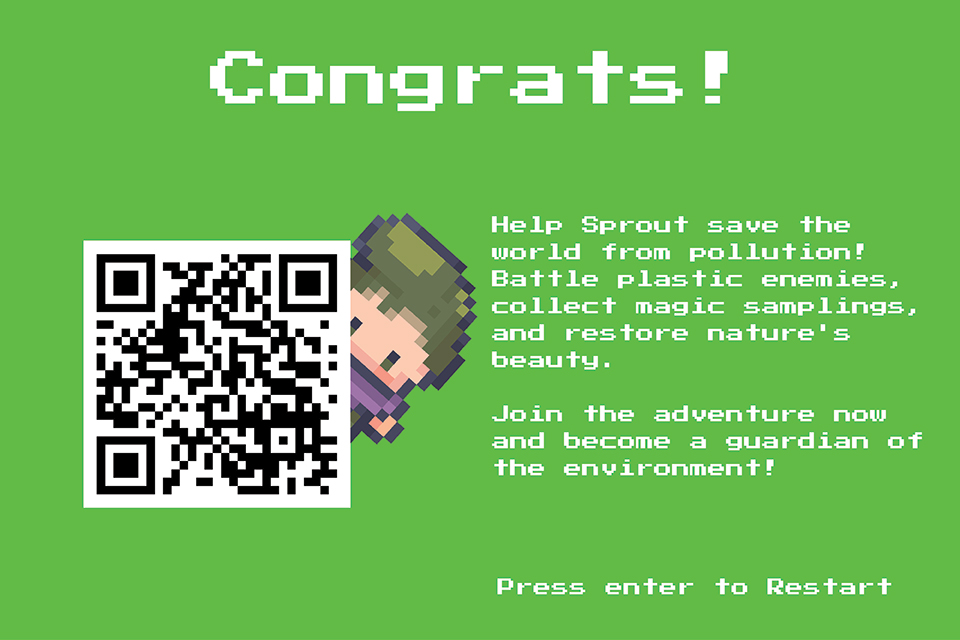 Congrats!
Help Sprout save the
world from pollution!
Battle plastic enemies,
collect magic samplings,
and restore nature's
beauty.
Join the adventure now
and become a guardian of
the environment!
Press enter to Restart